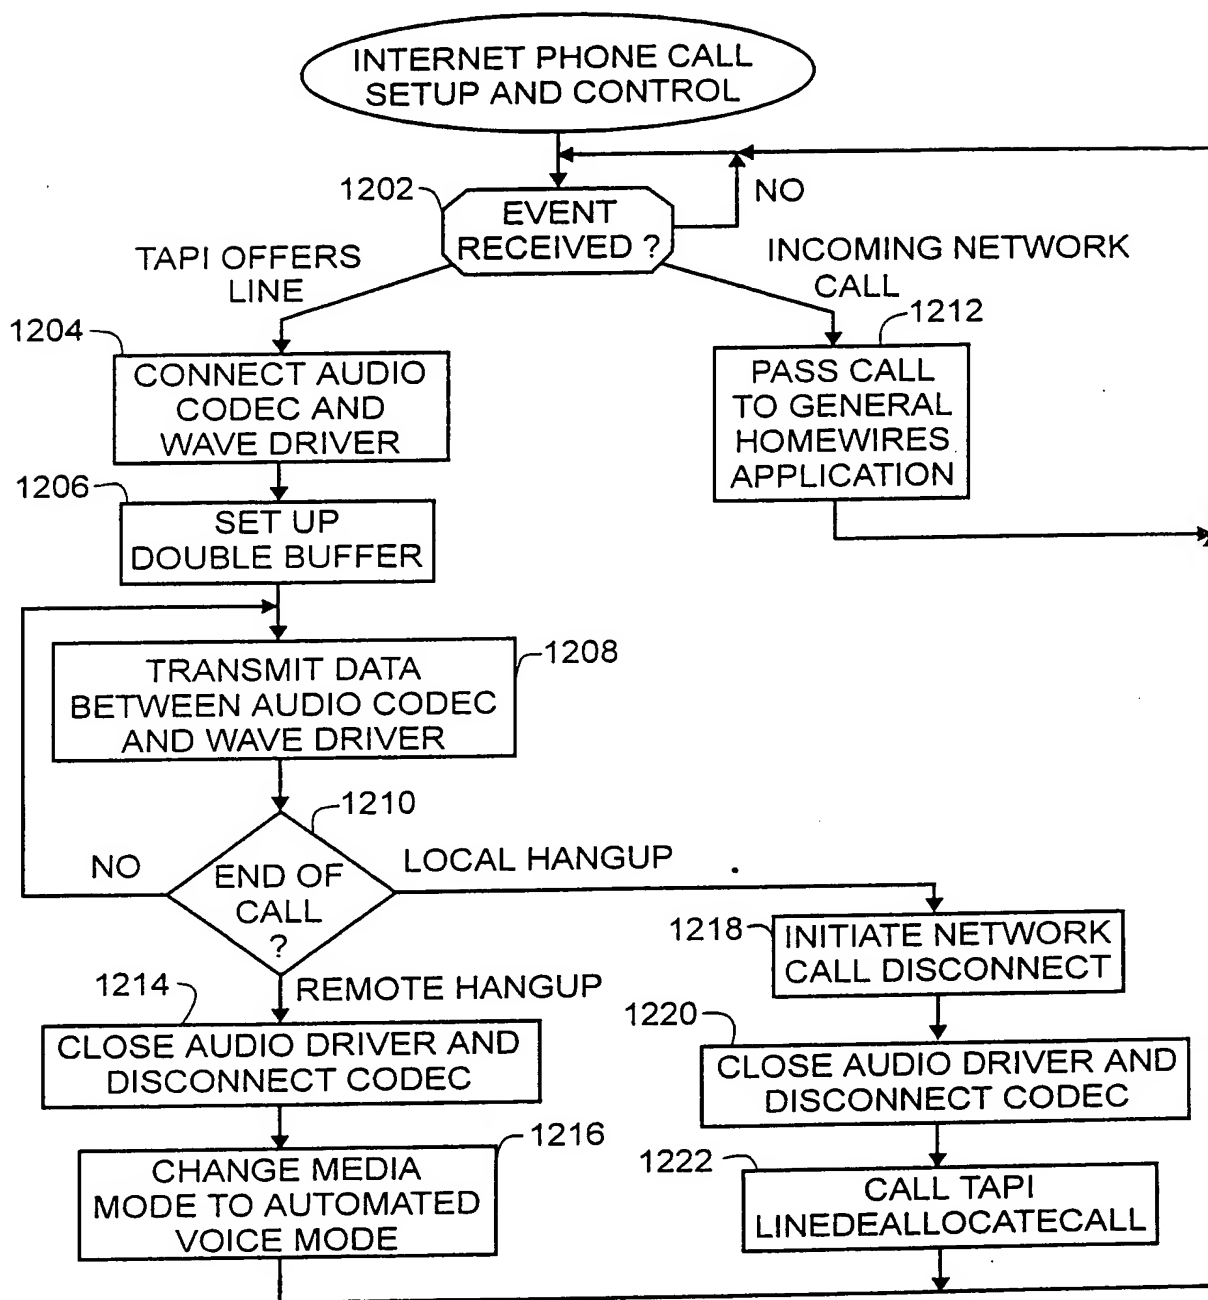 INTERNET PHONE CALL
SETUP AND CONTROL
1202
EVENT
RECEIVED ?
NO
TAPI OFFERS
LINE
INCOMING NETWORK
CALL
1204
CONNECT AUDIO
CODEC AND
WAVE DRIVER
1212
PASS CALL
TO GENERAL
HOMEWIRES
APPLICATION
1206
SET UP
DOUBLE BUFFER
1208
TRANSMIT DATA
BETWEEN AUDIO CODEC
AND WAVE DRIVER
1210
END OF
CALL
?
NO
LOCAL HANGUP
REMOTE HANGUP
1214
CLOSE AUDIO DRIVER AND
DISCONNECT CODEC
1216
CHANGE MEDIA
MODE TO AUTOMATED
VOICE MODE
1218
INITIATE NETWORK
CALL DISCONNECT
1220
CLOSE AUDIO DRIVER AND
DISCONNECT CODEC
1222
CALL TAPI
LINEDEALLOCATECALL